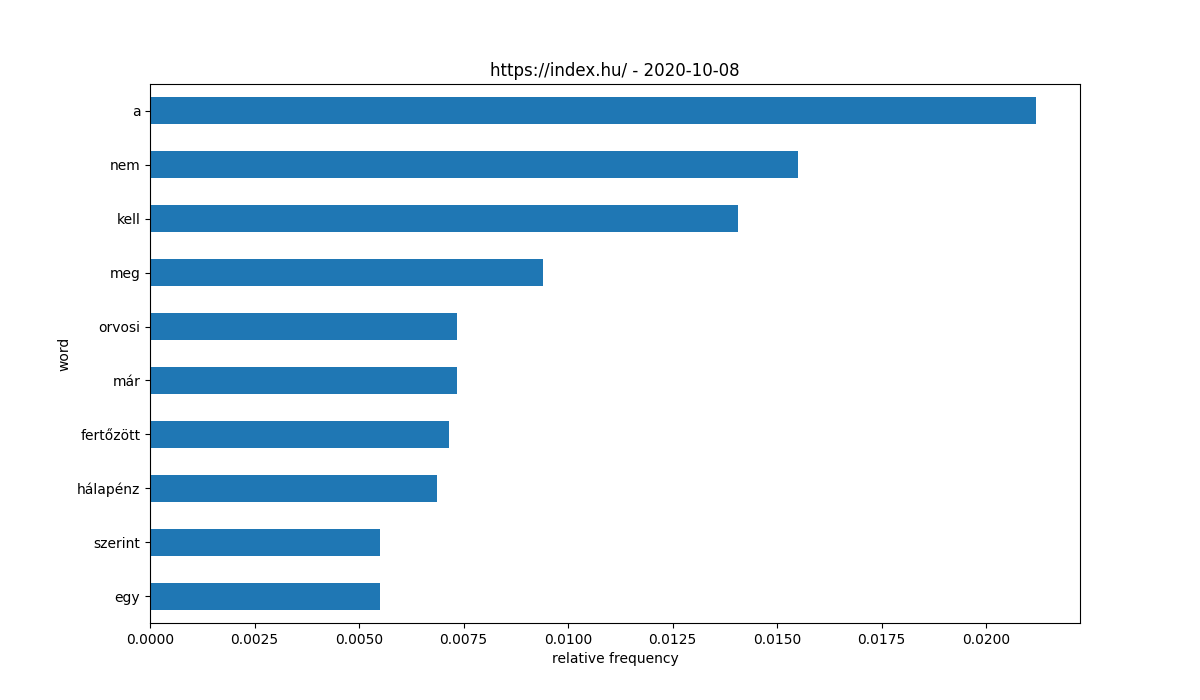 https://index.hu/ - 2020-10-08
a
nem
kell
meg
orvosi
már
fertőzött
hálapénz
szerint
egy
word
0.0000 0.0025 0.0050 0.0075 0.0100 0.0125 0.0150 0.0175 0.0200
relative frequency